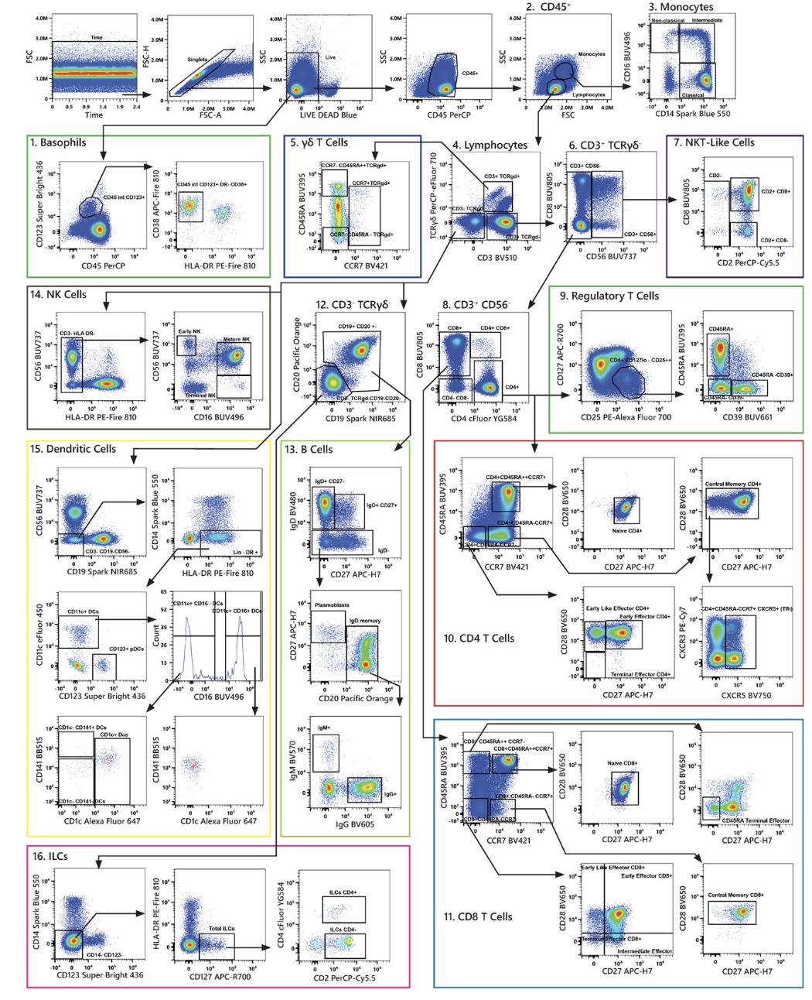 2. CD45+
3. Monocytes
Time
Singlets
Live
CD45+
Monocytes
Lymphocytes
Non-classical
Intermediate
Classical
FSC
Time
FSC-H
FSC-A
SSC
LIVE DEAD Blue
SSC
CD45 PerCP
SSC
FSC
CD16 BUV496
CD14 Spark Blue 550
1. Basophils
CD45 int CD123+
CD123 Super Bright 436
CD45 PerCP
CD45 int CD123+ DR- CD38+
CD38 APC-Fire 810
HLA-DR PE-Fire 810
5. γδ T Cells
CCR7- CD45RA++TCRgd+
CCR7+TCRgd+
CCR7- CD45RA - TCRgd+
CD45RA BUV395
CCR7 BV421
4. Lymphocytes
CD3- TCRgd
CD3+ TCRgd-
TCRγδ PerCP-eFluor 710
CD3 BV510
6. CD3+ TCRγδ-
CD3+ CD56-
CD3+ CD56+
CD8 BUV805
CD56 BUV737
7. NKT-Like Cells
CD2-
CD2+ CD8+
CD2+ CD8-
CD8 BUV805
CD2 PerCP-Cy5.5
14. NK Cells
CD3- HLA DR-
CD56 BUV737
HLA-DR PE-Fire 810
Early NK
Mature NK
Terminal NK
CD56 BUV737
CD16 BUV496
12. CD3- TCRγδ-
CD19+ CD20 +-
CD3- TCRgd-CD19-CD20-
CD20 Pacific Orange
CD19 Spark NIR685
8. CD3+ CD56-
CD8+
CD4+ CD8+
CD4+
CD4- CD8-
CD8 BUV805
CD4 cFluor YG584
9. Regulatory T Cells
CD4+ CD127lo - CD25++
CD127 APC-R700
CD25 PE-Alexa Fluor 700
CD45RA+
CD45RA -CD39+
CD45RA- CD39-
CD45RA BUV395
CD39 BUV661
15. Dendritic Cells
CD3- CD19-CD56-
CD56 BUV737
CD19 Spark NIR685
Lin - DR +
CD14 Spark Blue 550
HLA-DR PE-Fire 810
CD11c+ DCs
CD123+ pDCs
CD11c eFluor 450
CD123 Super Bright 436
CD11c+ CD16 - DCs
CD11c+ CD16+ DCs
Count
CD16 BUV496
CD1c- CD141+ DCs
CD1c+ DCs
CD1c- CD141- DCs
CD141 BB515
CD1c Alexa Fluor 647
CD141 BB515
CD1c Alexa Fluor 647
13. B Cells
IgD+ CD27-
IgD+ CD27+
IgD-
IgD BV480
CD27 APC-H7
Plasmablasts
IgD memory
CD27 APC-H7
CD20 Pacific Orange
IgM+
IgG+
IgM BV570
IgG BV605
10. CD4 T Cells
CD4+CD45RA++CCR7+
CD4+CD45RA-CCR7+
CD4+CD45RA-CCR7-
CD45RA BUV395
CCR7 BV421
Naive CD4+
CD28 BV650
CD27 APC-H7
Central Memory CD4+
CD28 BV650
CD27 APC-H7
Early Like Effector CD4+
Early Effector CD4+
Terminal Effector CD4+
CD28 BV650
CD27 APC-H7
CD4+CD45RA-CCR7+ CXCR5+ (Tfh)
CXCR3 PE-Cy7
CXCR5 BV750
11. CD8 T Cells
CD8+ CD45RA++ CCR7-
CD8+CD45RA++CCR7+
CD8+ CD45RA- CCR7+
CD8+CD45RA-CCR7-
CD45RA BUV395
CCR7 BV421
Naive CD8+
CD28 BV650
CD27 APC-H7
CD45RA Terminal Effector
CD28 BV650
CD27 APC-H7
Early Like Effector CD8+
Early Effector CD8+
Terminal Effector CD8+
Intermediate Effector
CD28 BV650
CD27 APC-H7
Central Memory CD8+
CD28 BV650
CD27 APC-H7
16. ILCs
CD14- CD123-
CD14 Spark Blue 550
CD123 Super Bright 436
Total ILCs
HLA-DR PE-Fire 810
CD127 APC-R700
ILCs CD4+
ILCs CD4-
CD4 cFluor YG584
CD2 PerCP-Cy5.5